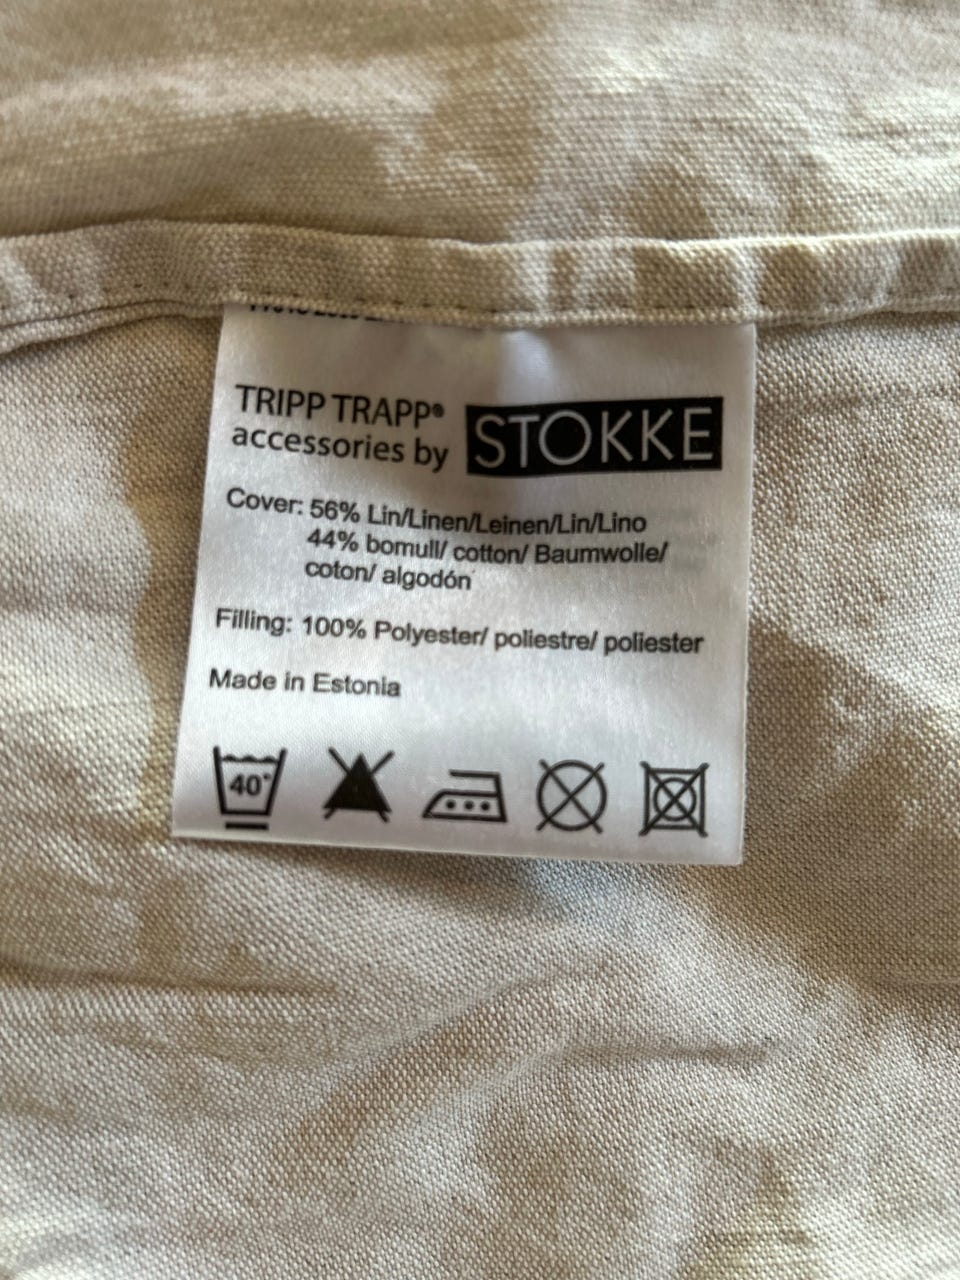 TRIPP TRAPP®
accessories by STOKKE
Cover: 56% Lin/Linen/Leinen/Lin/Lino
44% bomull/ cotton/ Baumwolle/
coton/ algodón
Filling: 100% Polyester/ poliestre/ poliester
Made in Estonia
40°